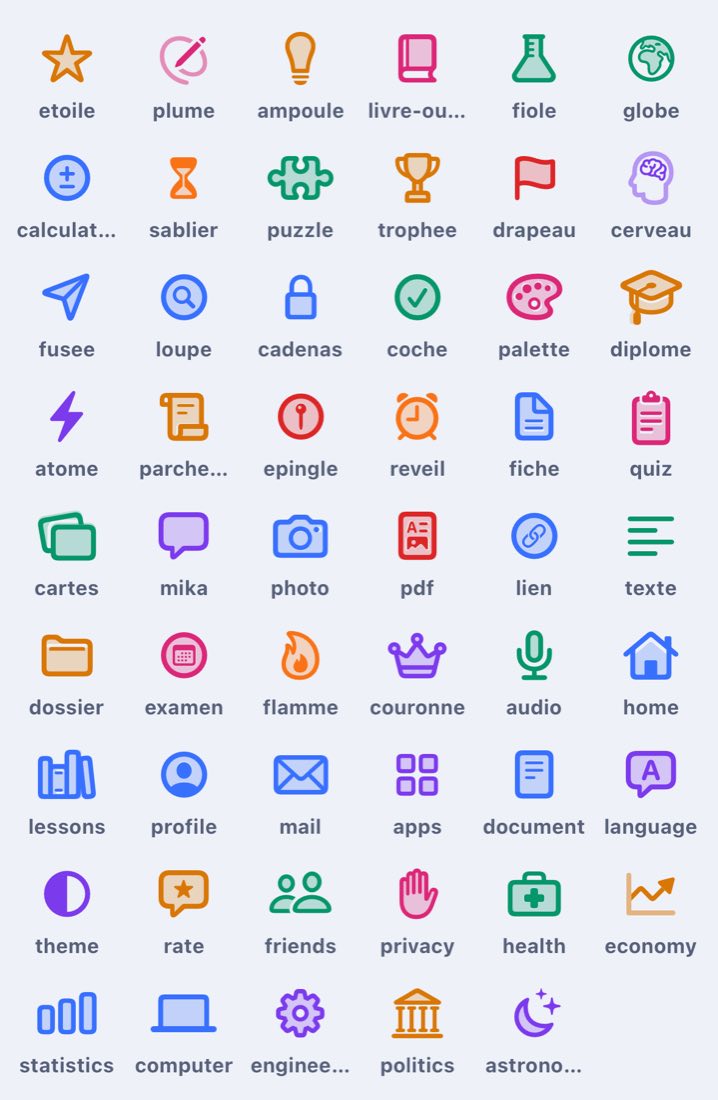 etoile plume ampoule livre-ou... fiole globe
calculat... sablier puzzle trophee drapeau cerveau
fusee loupe cadenas coche palette diplome
atome parche... epingle reveil fiche quiz
cartes mika photo pdf lien texte
dossier examen flamme couronne audio home
lessons profile mail apps document language
theme rate friends privacy health economy
statistics computer enginee... politics astrono...